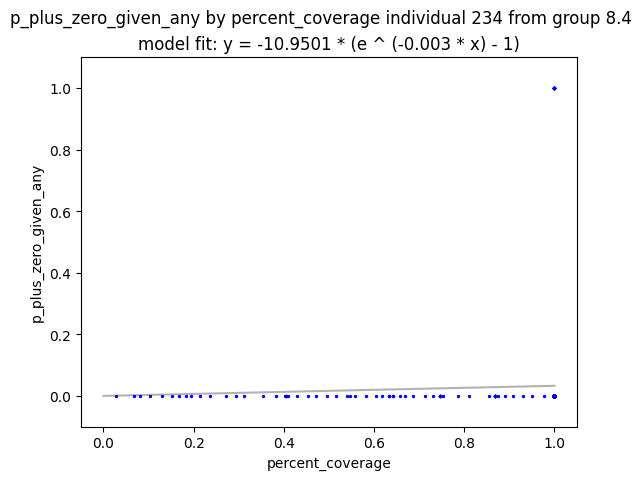 p_plus_zero_given_any by percent_coverage individual 234 from group 8.4
model fit: y = -10.9501 * (e ^ (-0.003 * x) - 1)
1.0
0.8
0.6
0.4
0.2
0.0
p_plus_zero_given_any
0.0 0.2 0.4 0.6 0.8 1.0
percent_coverage